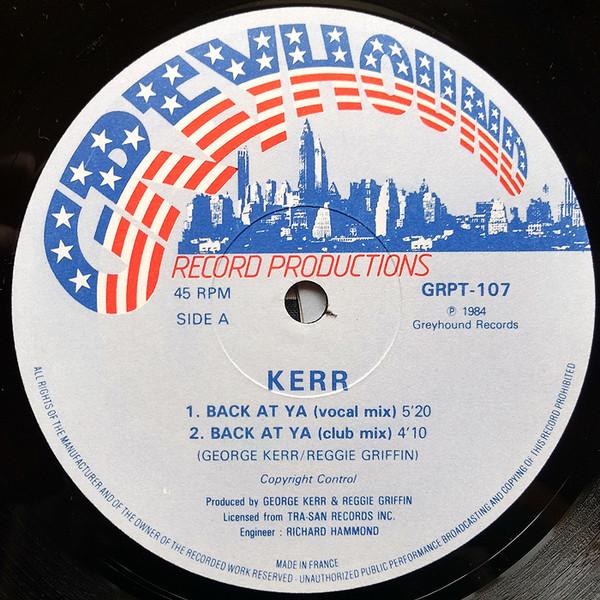 GREYHOUND
RECORD PRODUCTIONS
45 RPM
SIDE A
GRPT-107
℗ 1984
Greyhound Records
KERR
1. BACK AT YA (vocal mix) 5'20
2. BACK AT YA (club mix) 4'10
(GEORGE KERR/REGGIE GRIFFIN)
Copyright Control
Produced by GEORGE KERR & REGGIE GRIFFIN
Licensed from TRA-SAN RECORDS INC.
Engineer : RICHARD HAMMOND
MADE IN FRANCE
ALL RIGHTS OF THE MANUFACTURER AND OF THE OWNER OF THE RECORDED WORK RESERVED - UNAUTHORIZED PUBLIC PERFORMANCE BROADCASTING AND COPYING OF THIS RECORD PROHIBITED